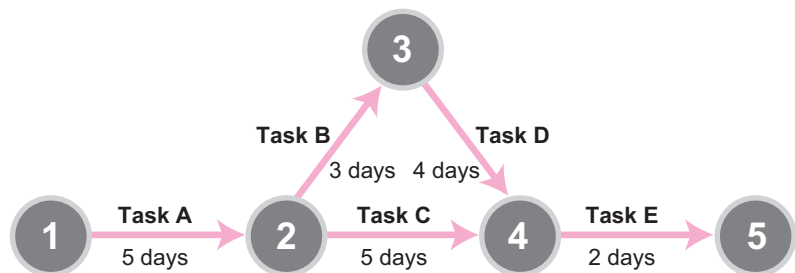 3
Task B
Task D
3 days
4 days
1
Task A
5 days
2
Task C
5 days
4
Task E
2 days
5